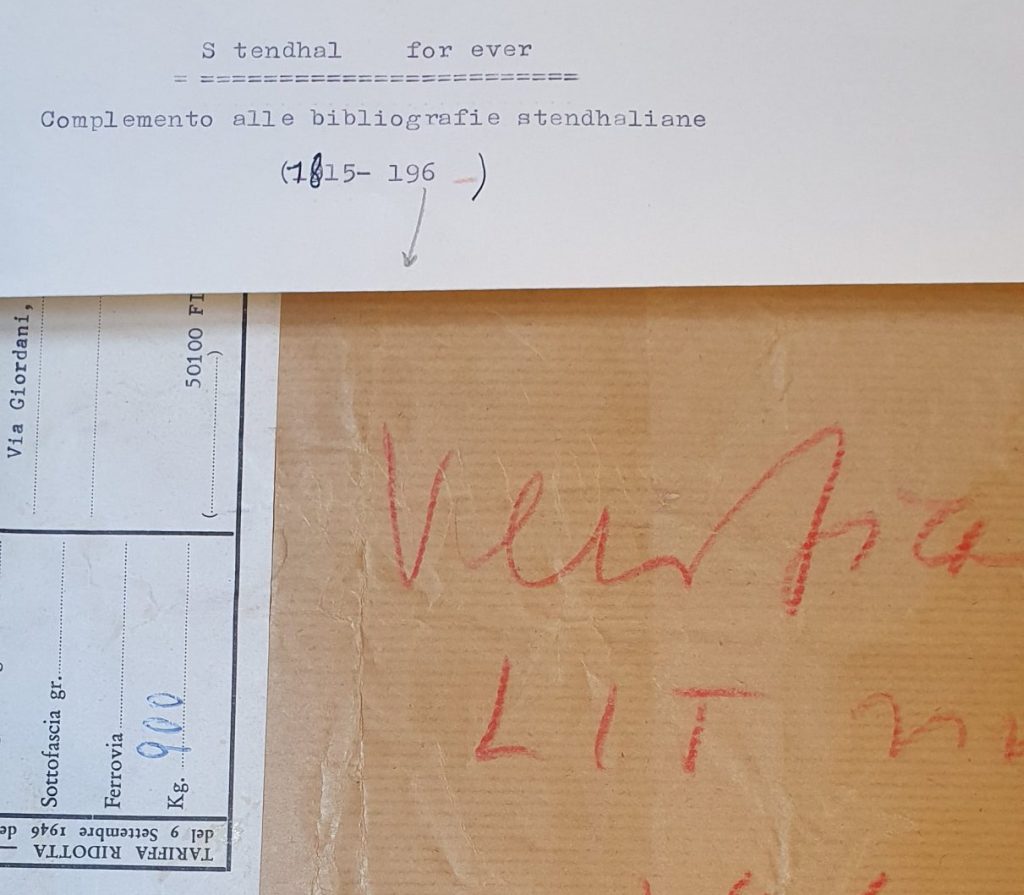 S tendhal for ever
= ========================
Complemento alle bibliografie stendhaliane
(1815- 196 )
Via Giordani,
50100 FI
(....................)
Sottofascia gr.
Ferrovia
Kg. 900
TARIFFA RIDOTTA
del 9 Settembre 1946
LIT